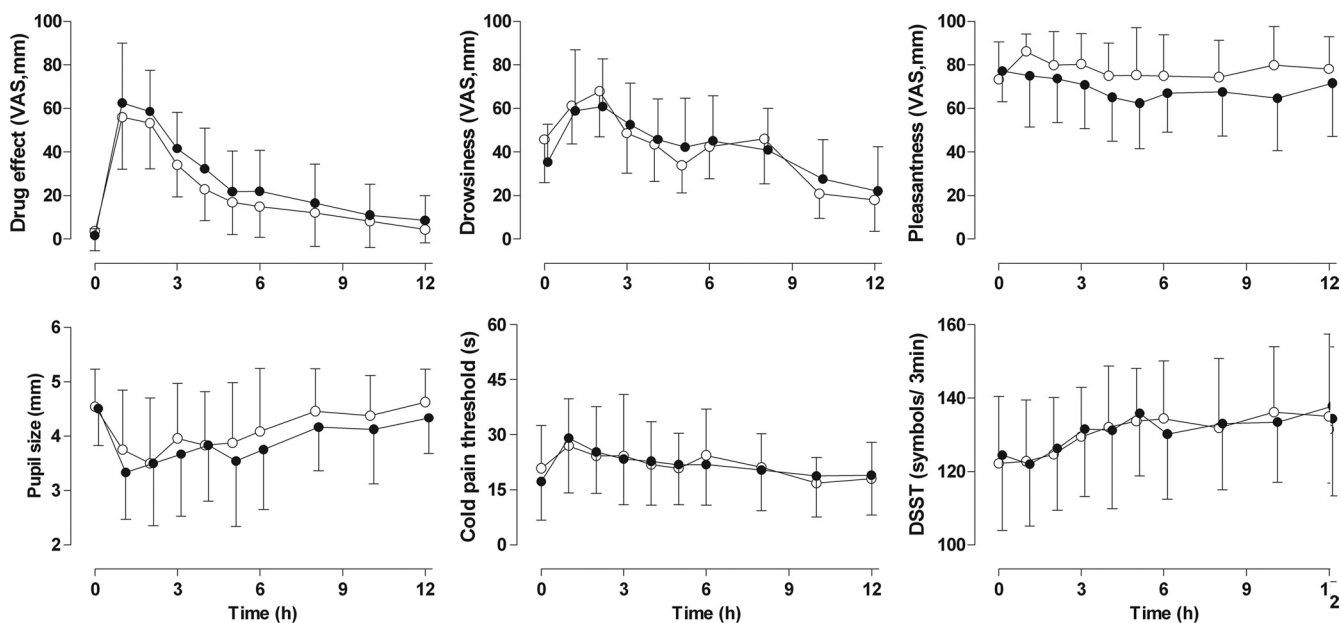 Drug effect (VAS,mm)
100
80
60
40
20
0
0 3 6 9 12
Drowsiness (VAS,mm)
100
80
60
40
20
0
0 3 6 9 12
Pleasantness (VAS,mm)
100
80
60
40
20
0
0 3 6 9 12
Pupil size (mm)
6
5
4
3
2
0 3 6 9 12
Time (h)
Cold pain threshold (s)
60
45
30
15
0
0 3 6 9 12
Time (h)
DSST (symbols/ 3min)
160
140
120
100
0 3 6 9 1
2
Time (h)